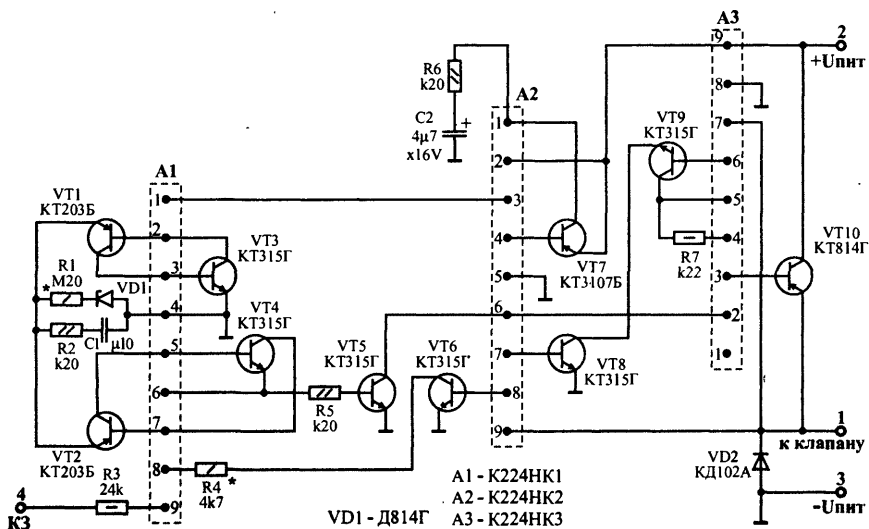 A3
9
2
+Uпит
8
7
6
5
4
3
2
1
R6
k20
C2
4µ7
x16V
+
A2
1
2
3
4
5
6
7
8
9
VT9
КТ315Г
R7
k22
VT10
КТ814Г
VT7
КТ3107Б
VT8
КТ315Г
A1
1
2
3
4
5
6
7
8
9
VT1
КТ203Б
VT3
КТ315Г
R1
* M20
VD1
VT4
КТ315Г
R2
k20
C1
µ10
VT5
КТ315Г
VT6
КТ315Г
R5
k20
VT2
КТ203Б
R3
24k
R4 *
4k7
4
КЗ
1
к клапану
VD2
КД102А
3
-Uпит
VD1 - Д814Г
A1 - К224НК1
A2 - К224НК2
A3 - К224НК3